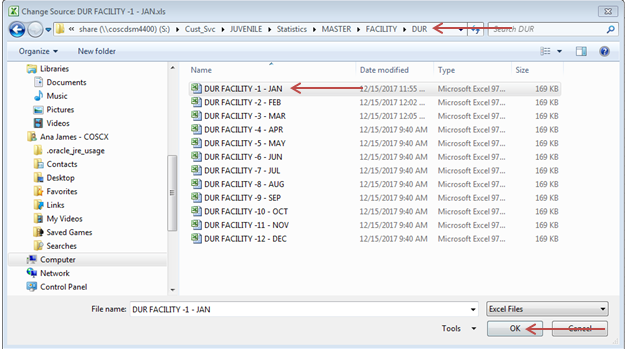 Change Source: DUR FACILITY -1 - JAN.xls
« share (\\coscdsm4400) (S:) ▸ Cust_Svc ▸ JUVENILE ▸ Statistics ▸ MASTER ▸ FACILITY ▸ DUR Search DUR
Organize New folder
Name Date modified Type Size
Libraries
Documents
Music
Pictures
Videos
Ana James - COSCX
.oracle_jre_usage
Contacts
Desktop
Favorites
Links
My Videos
Saved Games
Searches
Computer
Network
Control Panel
DUR FACILITY -1 - JAN 12/15/2017 11:55 ... Microsoft Excel 97... 169 KB
DUR FACILITY -2 - FEB 12/15/2017 12:02 ... Microsoft Excel 97... 169 KB
DUR FACILITY -3 - MAR 12/15/2017 12:05 ... Microsoft Excel 97... 169 KB
DUR FACILITY -4 - APR 12/15/2017 9:40 AM Microsoft Excel 97... 169 KB
DUR FACILITY -5 - MAY 12/15/2017 9:40 AM Microsoft Excel 97... 169 KB
DUR FACILITY -6 - JUN 12/15/2017 9:40 AM Microsoft Excel 97... 169 KB
DUR FACILITY -7 - JUL 12/15/2017 9:40 AM Microsoft Excel 97... 169 KB
DUR FACILITY -8 - AUG 12/15/2017 9:40 AM Microsoft Excel 97... 169 KB
DUR FACILITY -9 - SEP 12/15/2017 9:40 AM Microsoft Excel 97... 169 KB
DUR FACILITY -10 - OCT 12/15/2017 9:40 AM Microsoft Excel 97... 169 KB
DUR FACILITY -11 - NOV 12/15/2017 9:40 AM Microsoft Excel 97... 169 KB
DUR FACILITY -12 - DEC 12/15/2017 9:40 AM Microsoft Excel 97... 169 KB
File name: DUR FACILITY -1 - JAN Excel Files
Tools OK Cancel